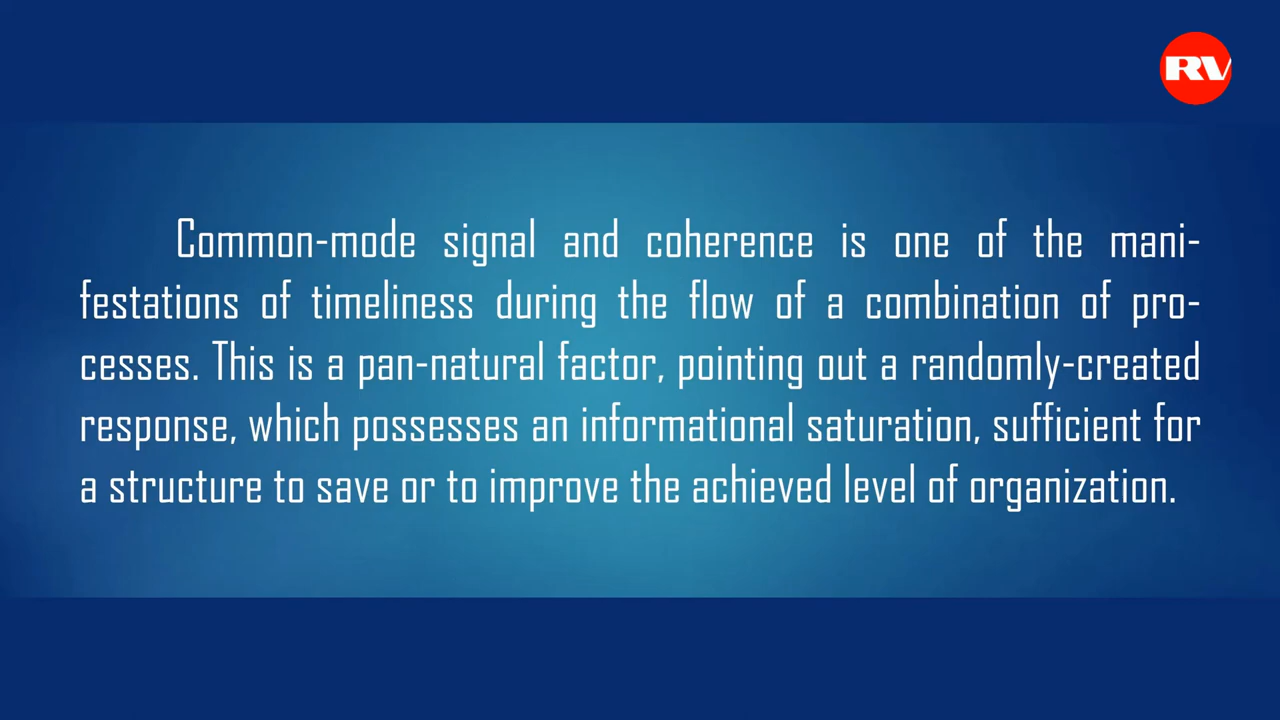 RV
Common-mode signal and coherence is one of the mani-
festations of timeliness during the flow of a combination of pro-
cesses. This is a pan-natural factor, pointing out a randomly-created
response, which possesses an informational saturation, sufficient for
a structure to save or to improve the achieved level of organization.